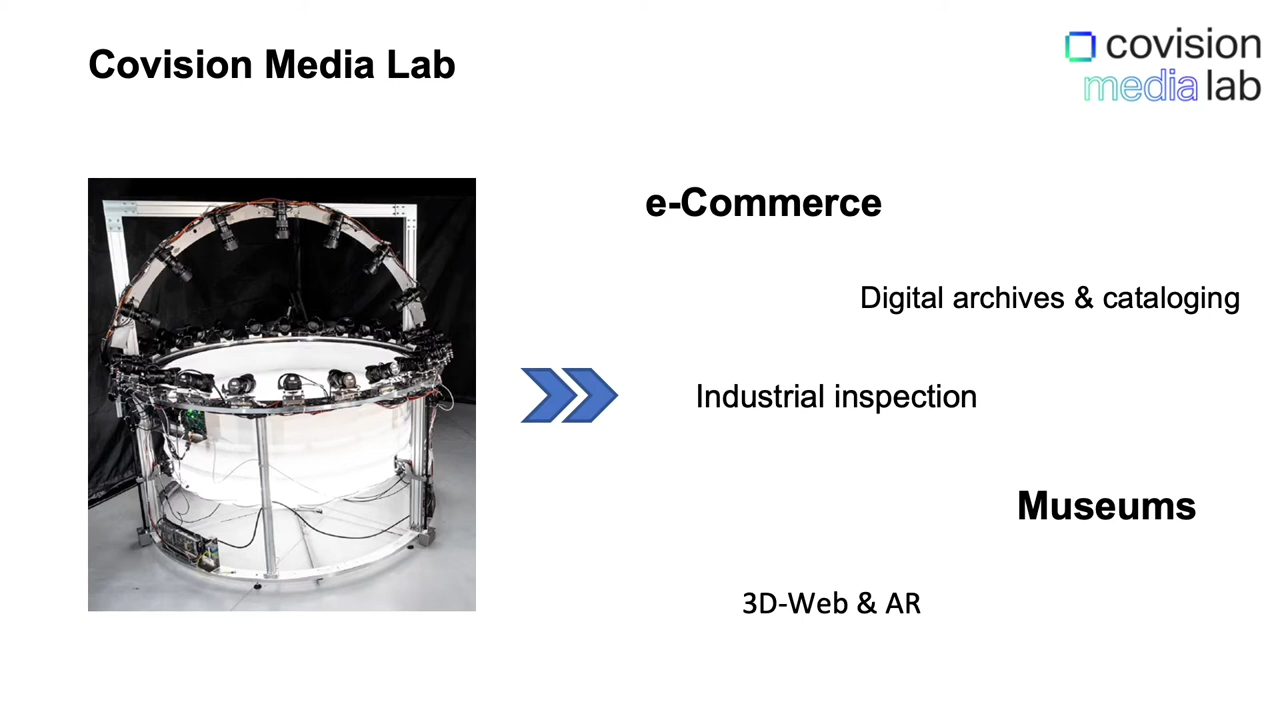 Covision Media Lab
covision
media lab
e-Commerce
Digital archives & cataloging
Industrial inspection
Museums
3D-Web & AR